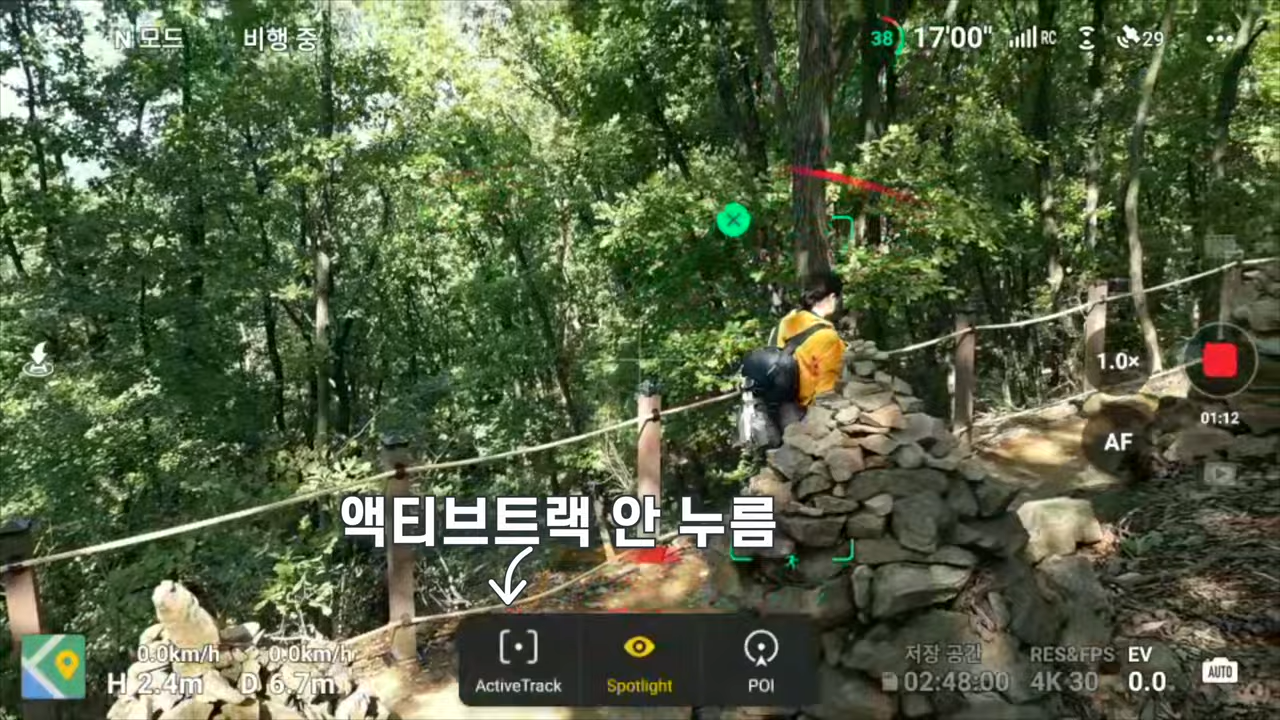 N 모드 비행 중 38 17'00" RC 29
1.0×
01:12
AF
액티브트랙 안 누름
0.0km/h 0.0km/h
H 2.4m D 6.7m
ActiveTrack Spotlight POI
저장 공간 RES&FPS EV
02:48:00 4K 30 0.0
AUTO